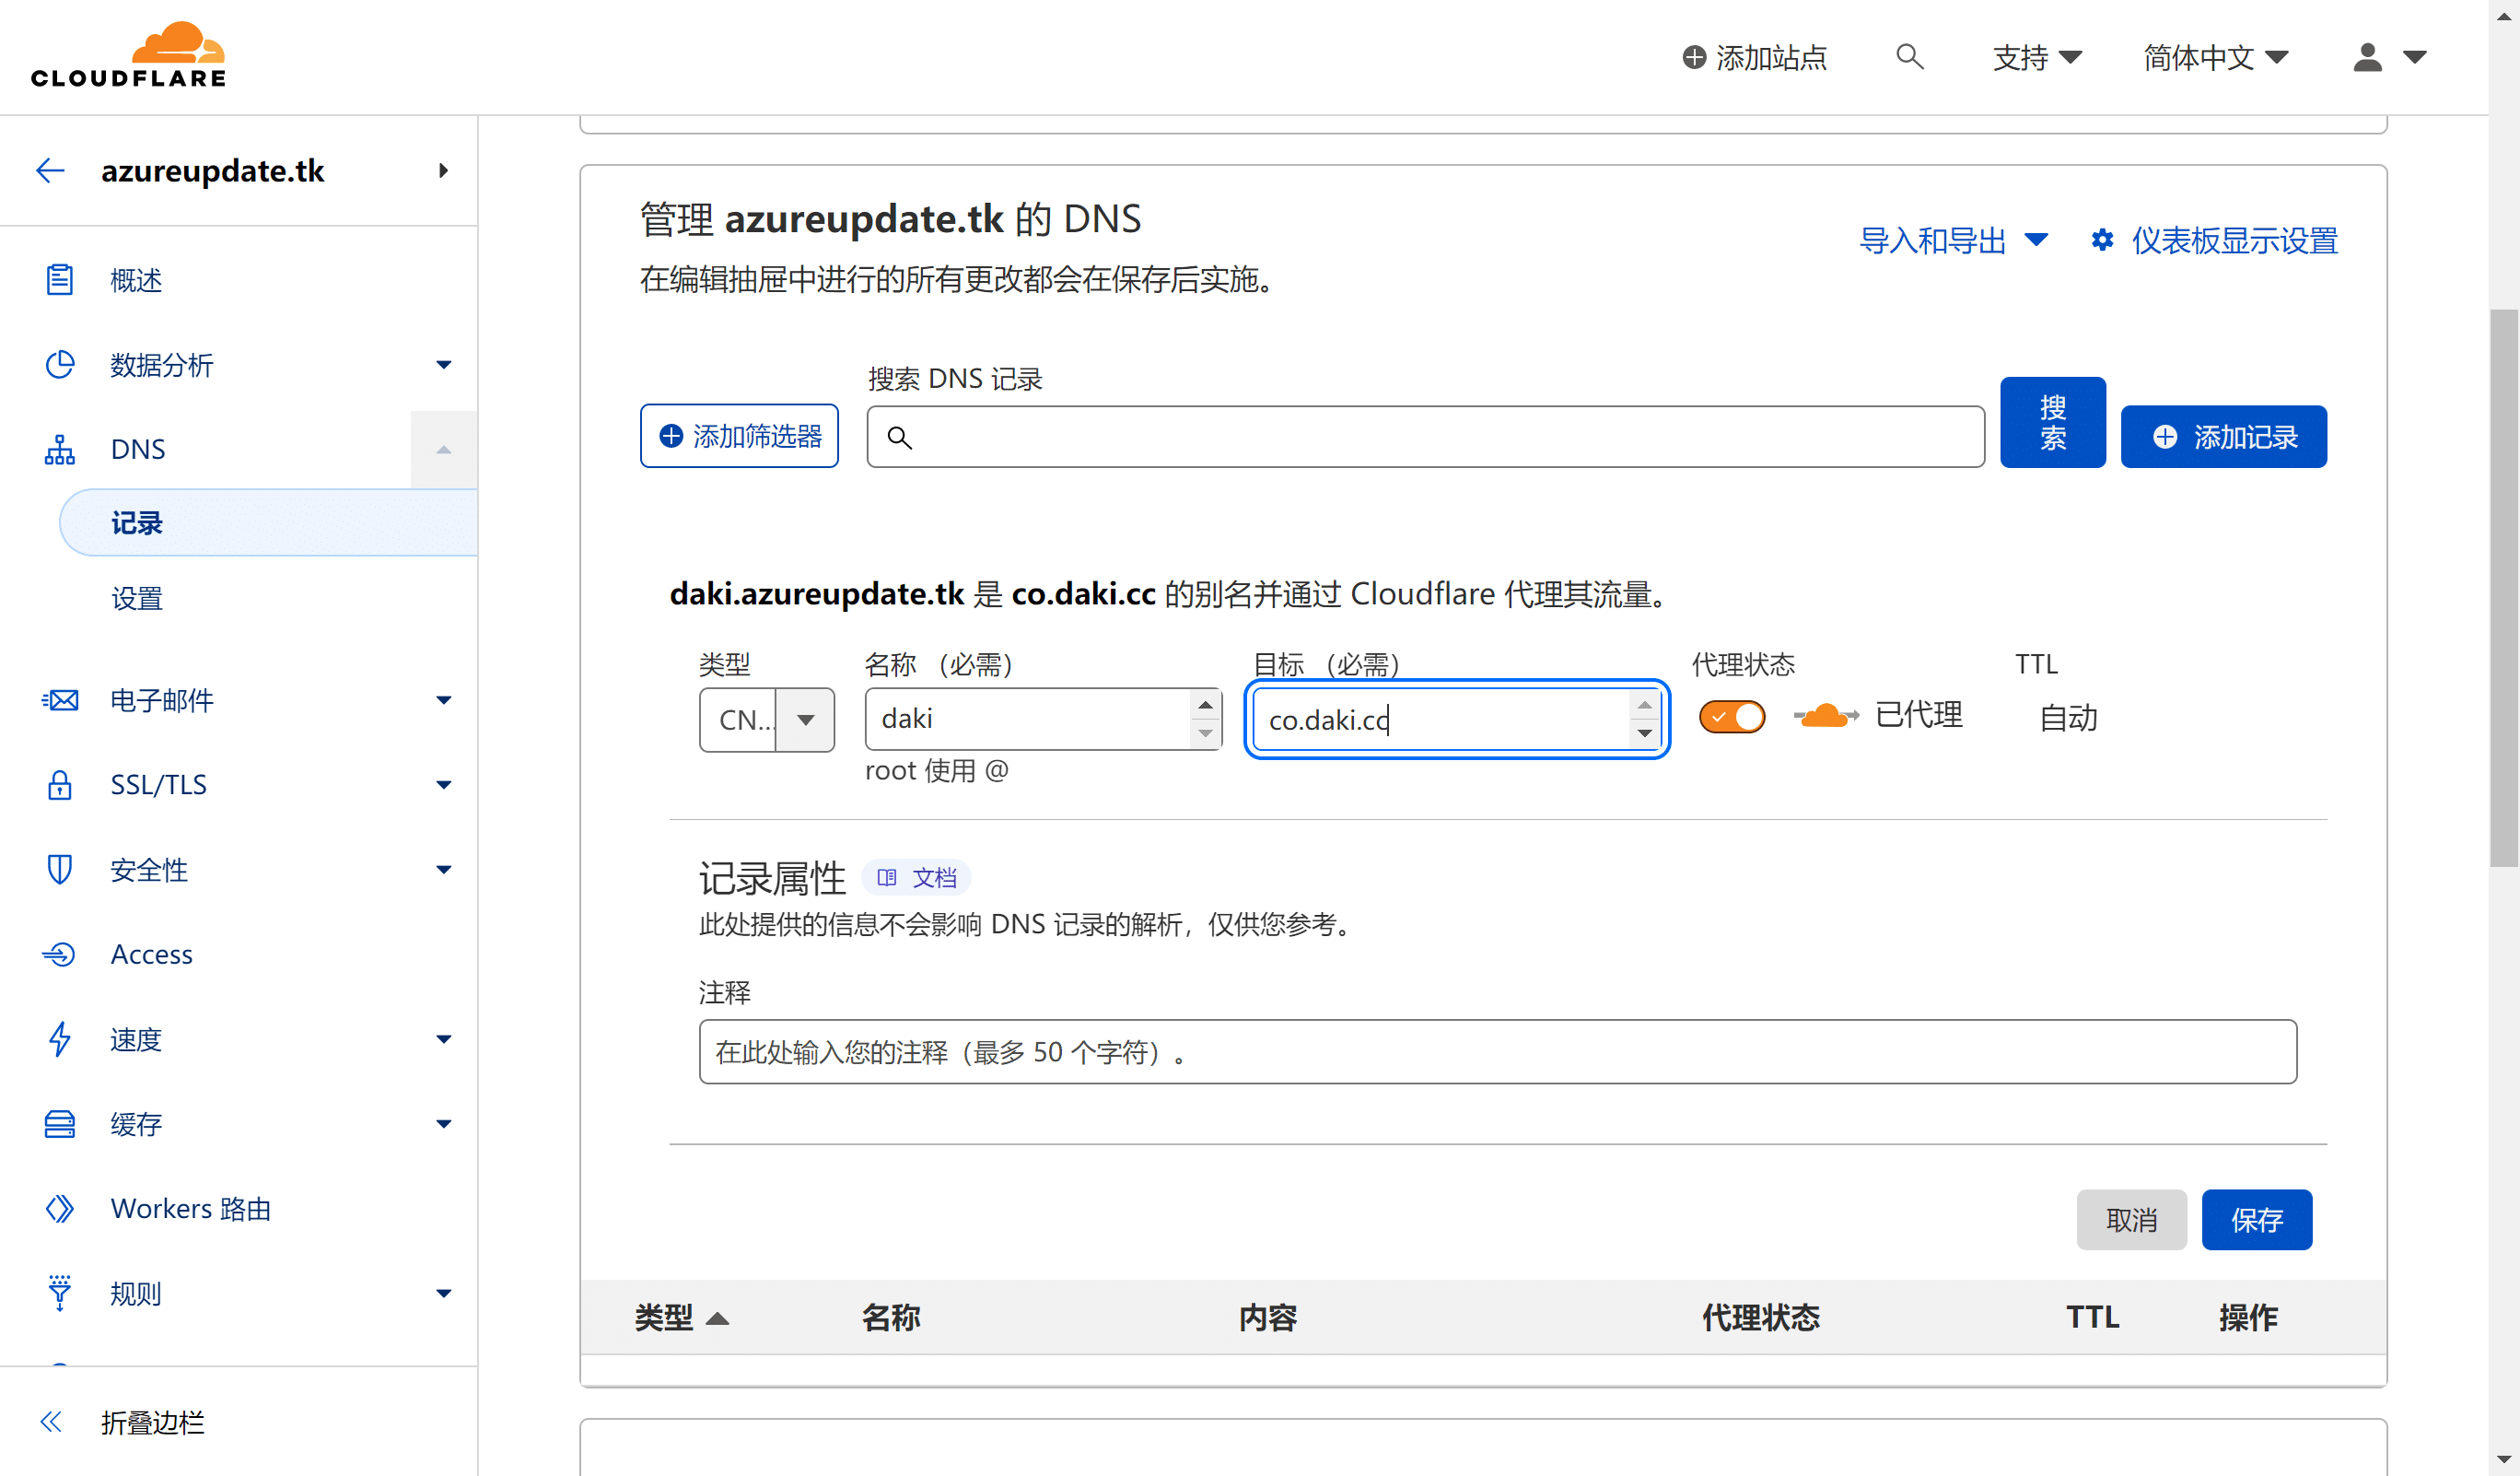 CLOUDFLARE
添加站点
支持
简体中文
azureupdate.tk
概述
数据分析
DNS
记录
设置
电子邮件
SSL/TLS
安全性
Access
速度
缓存
Workers 路由
规则
折叠边栏
管理 azureupdate.tk 的 DNS
在编辑抽屉中进行的所有更改都会在保存后实施。
导入和导出
仪表板显示设置
添加筛选器
搜索 DNS 记录
搜
索
添加记录
daki.azureupdate.tk 是 co.daki.cc 的别名并通过 Cloudflare 代理其流量。
类型
名称 （必需）
目标 （必需）
代理状态
TTL
CN...
daki
co.daki.cc
已代理
自动
root 使用 @
记录属性
文档
此处提供的信息不会影响 DNS 记录的解析，仅供您参考。
注释
在此处输入您的注释（最多 50 个字符）。
取消
保存
类型
名称
内容
代理状态
TTL
操作